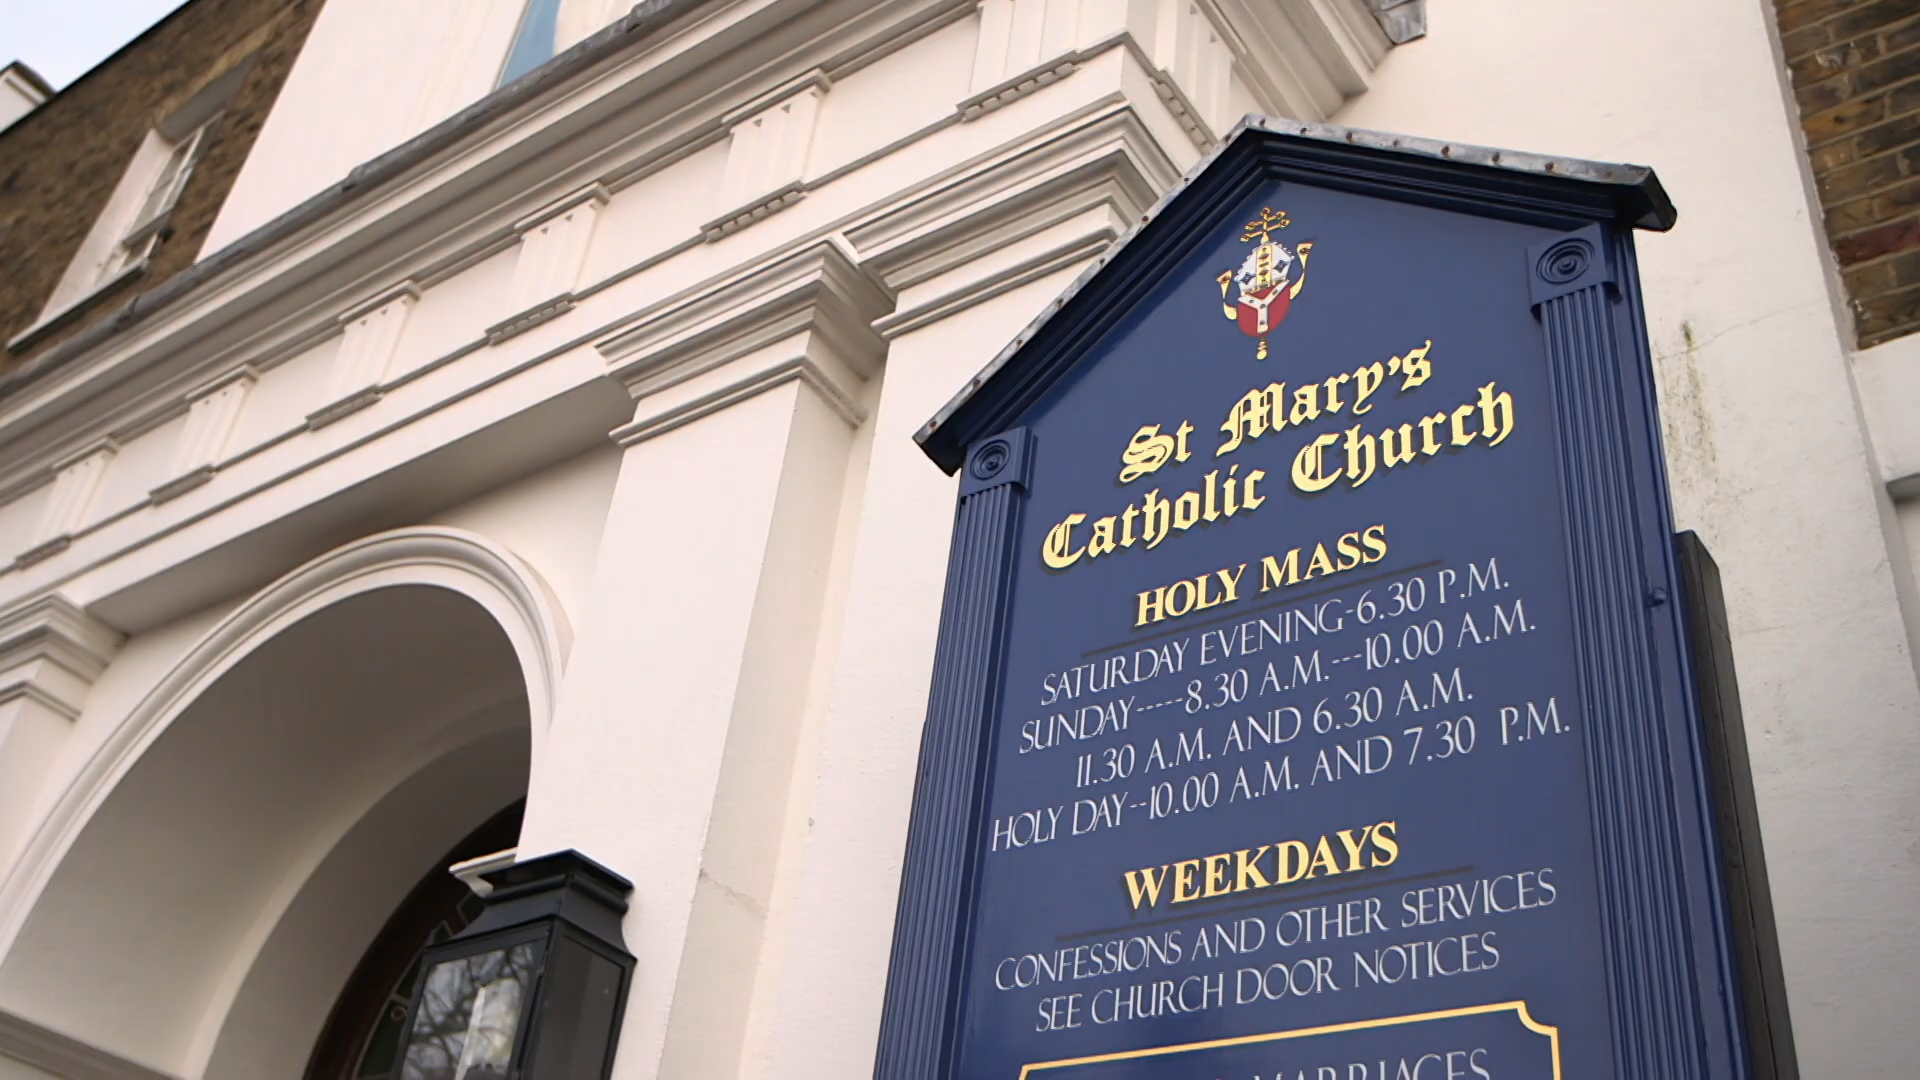 St Mary's
Catholic Church
HOLY MASS
SATURDAY EVENING-6.30 P.M.
SUNDAY-----8.30 A.M.---10.00 A.M.
11.30 A.M. AND 6.30 A.M.
HOLY DAY--10.00 A.M. AND 7.30 P.M.
WEEKDAYS
CONFESSIONS AND OTHER SERVICES
SEE CHURCH DOOR NOTICES
MARRIAGES